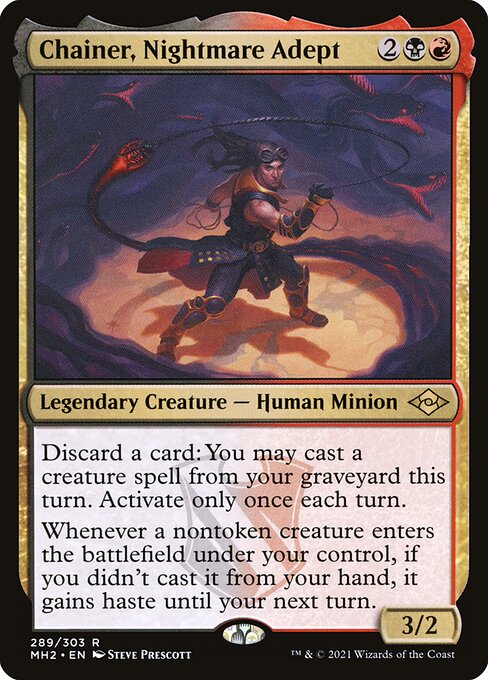 Chainer, Nightmare Adept 2
Legendary Creature — Human Minion
Discard a card: You may cast a
creature spell from your graveyard this
turn. Activate only once each turn.
Whenever a nontoken creature enters
the battlefield under your control, if
you didn't cast it from your hand, it
gains haste until your next turn.
3/2
289/303 R
MH2 • EN Steve Prescott
™ & © 2021 Wizards of the Coast